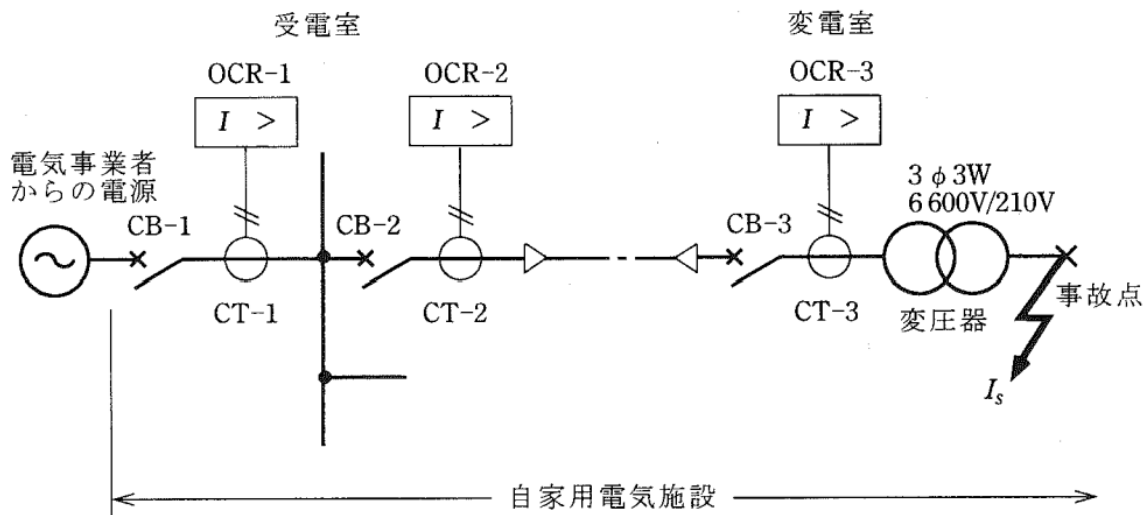 受電室
変電室
OCR-1
OCR-2
OCR-3
I >
I >
I >
電気事業者
からの電源
3φ3W
6 600V/210V
CB-1
CB-2
CB-3
CT-1
CT-2
CT-3
変圧器
事故点
Is
自家用電気施設